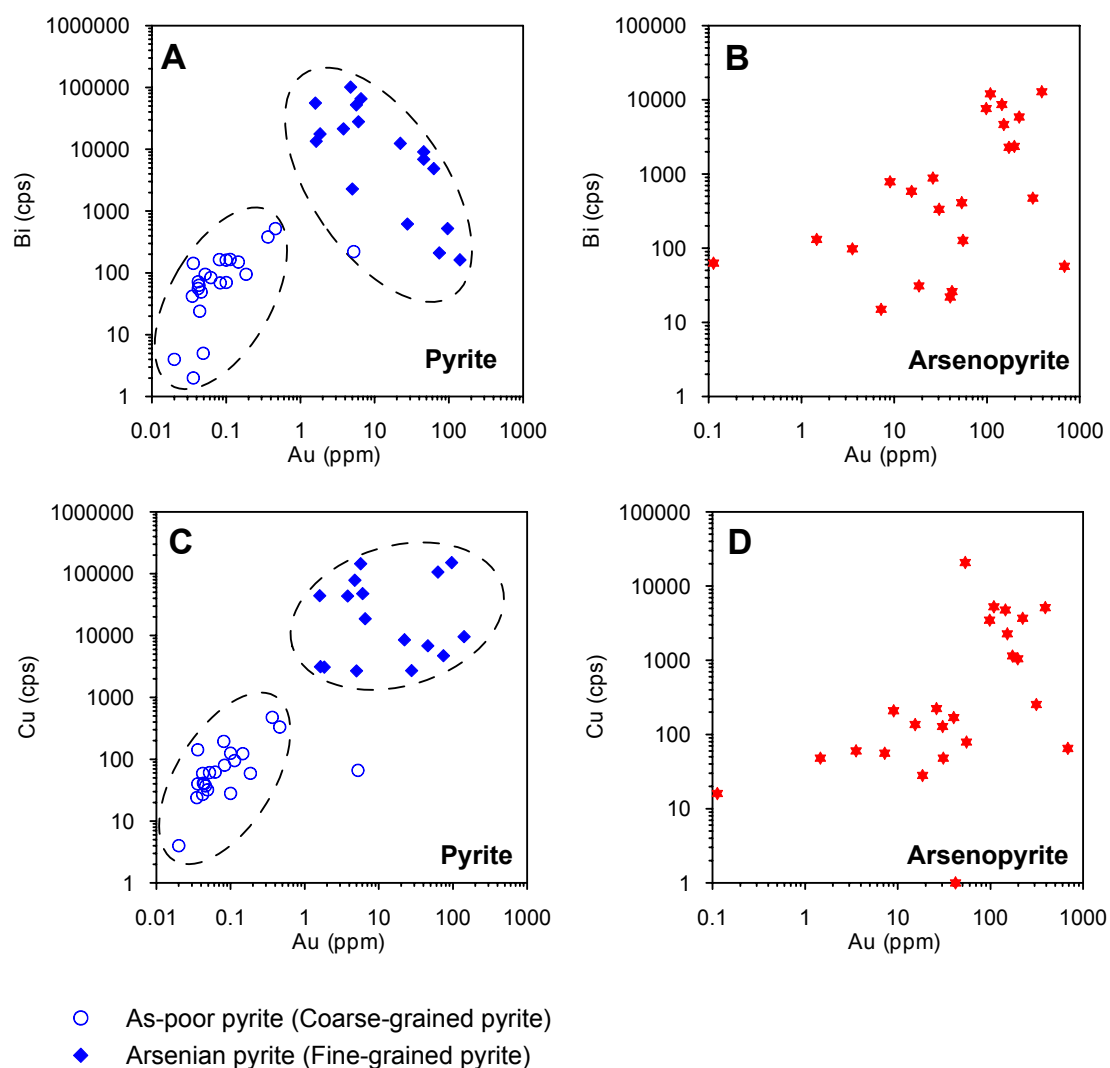 A
1000000
100000
10000
1000
100
10
1
Bi (cps)
0.01 0.1 1 10 100 1000
Au (ppm)
Pyrite
B
100000
10000
1000
100
10
1
Bi (cps)
0.1 1 10 100 1000
Au (ppm)
Arsenopyrite
C
1000000
100000
10000
1000
100
10
1
Cu (cps)
0.01 0.1 1 10 100 1000
Au (ppm)
Pyrite
D
100000
10000
1000
100
10
1
Cu (cps)
0.1 1 10 100 1000
Au (ppm)
Arsenopyrite
As-poor pyrite (Coarse-grained pyrite)
Arsenian pyrite (Fine-grained pyrite)